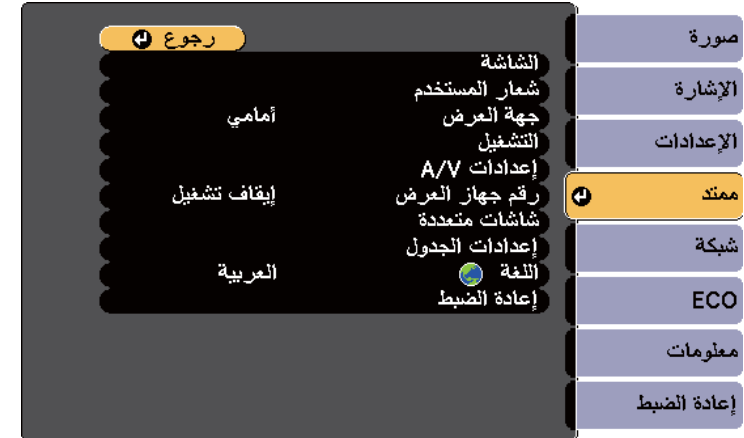 صورة
الإشارة
الإعدادات
ممتد
شبكة
ECO
معلومات
إعادة الضبط
رجوع
الشاشة
شعار المستخدم
جهة العرض أمامي
التشغيل
إعدادات A/V
رقم جهاز العرض إيقاف تشغيل
شاشات متعددة
إعدادات الجدول
اللغة العربية
إعادة الضبط